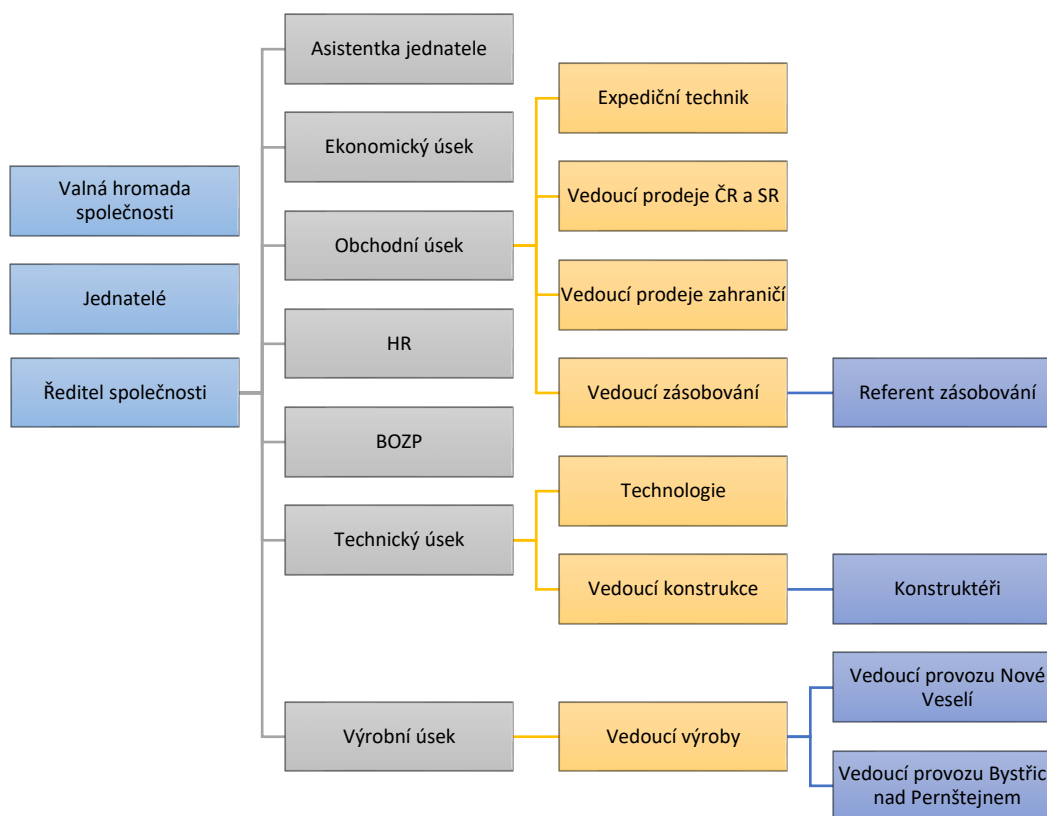 Valná hromada
společnosti
Jednatelé
Ředitel společnosti
Asistentka jednatele
Ekonomický úsek
Obchodní úsek
HR
BOZP
Technický úsek
Výrobní úsek
Expediční technik
Vedoucí prodeje ČR a SR
Vedoucí prodeje zahraničí
Vedoucí zásobování
Technologie
Vedoucí konstrukce
Vedoucí výroby
Referent zásobování
Konstruktéři
Vedoucí provozu Nové
Veselí
Vedoucí provozu Bystřic
nad Pernštejnem